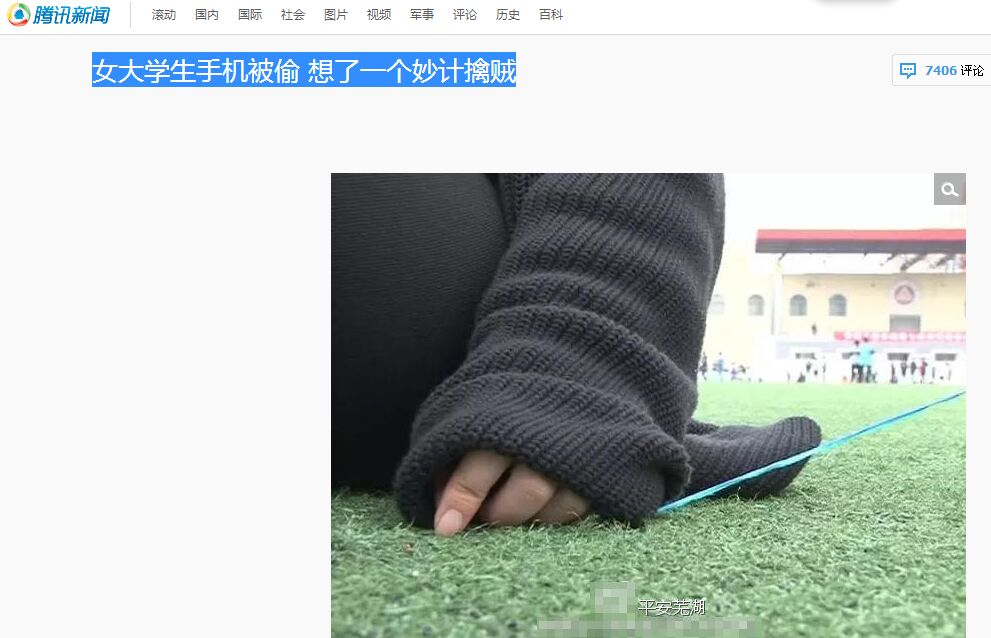 腾讯新闻
滚动 国内 国际 社会 图片 视频 军事 评论 历史 百科
女大学生手机被偷 想了一个妙计擒贼
7406 评论
平安芜湖